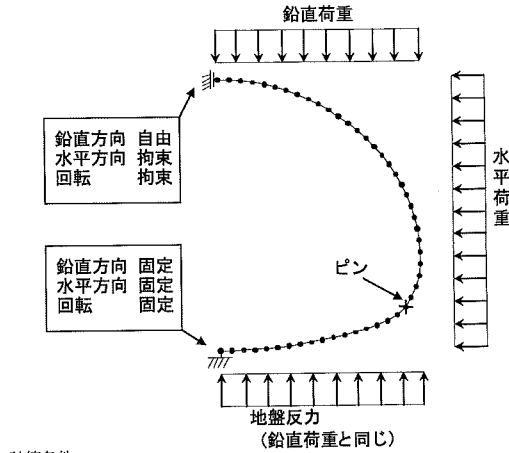 鉛直荷重
鉛直方向 自由
水平方向 拘束
回転 拘束
水平荷重
鉛直方向 固定
水平方向 固定
回転 固定
ピン
地盤反力
(鉛直荷重と同じ)